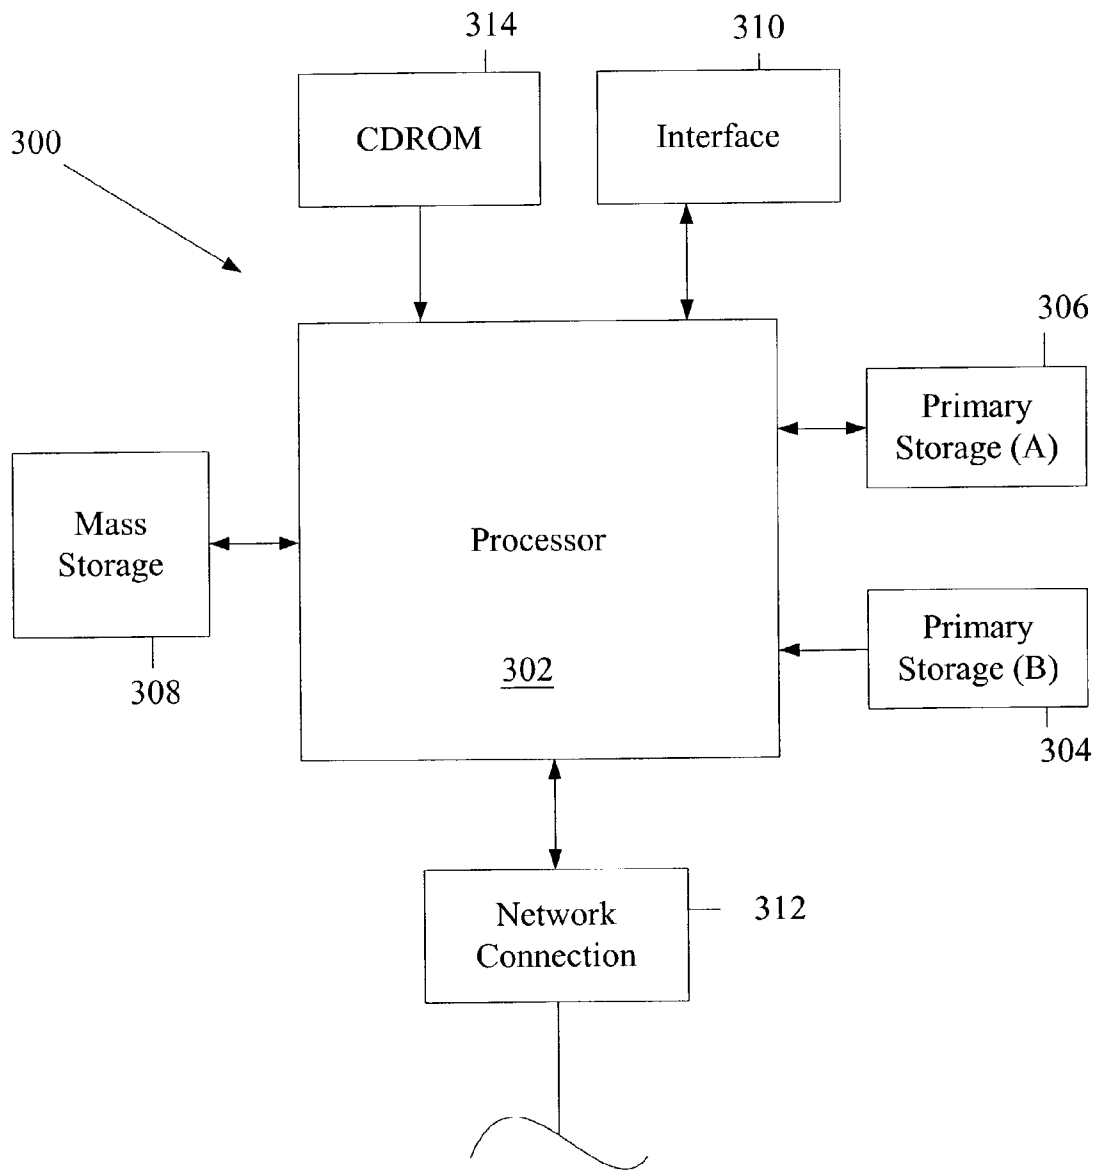 314
310
CDROM
Interface
300
306
Primary
Storage (A)
Mass
Storage
Processor
Primary
Storage (B)
302
308
304
Network
Connection
312